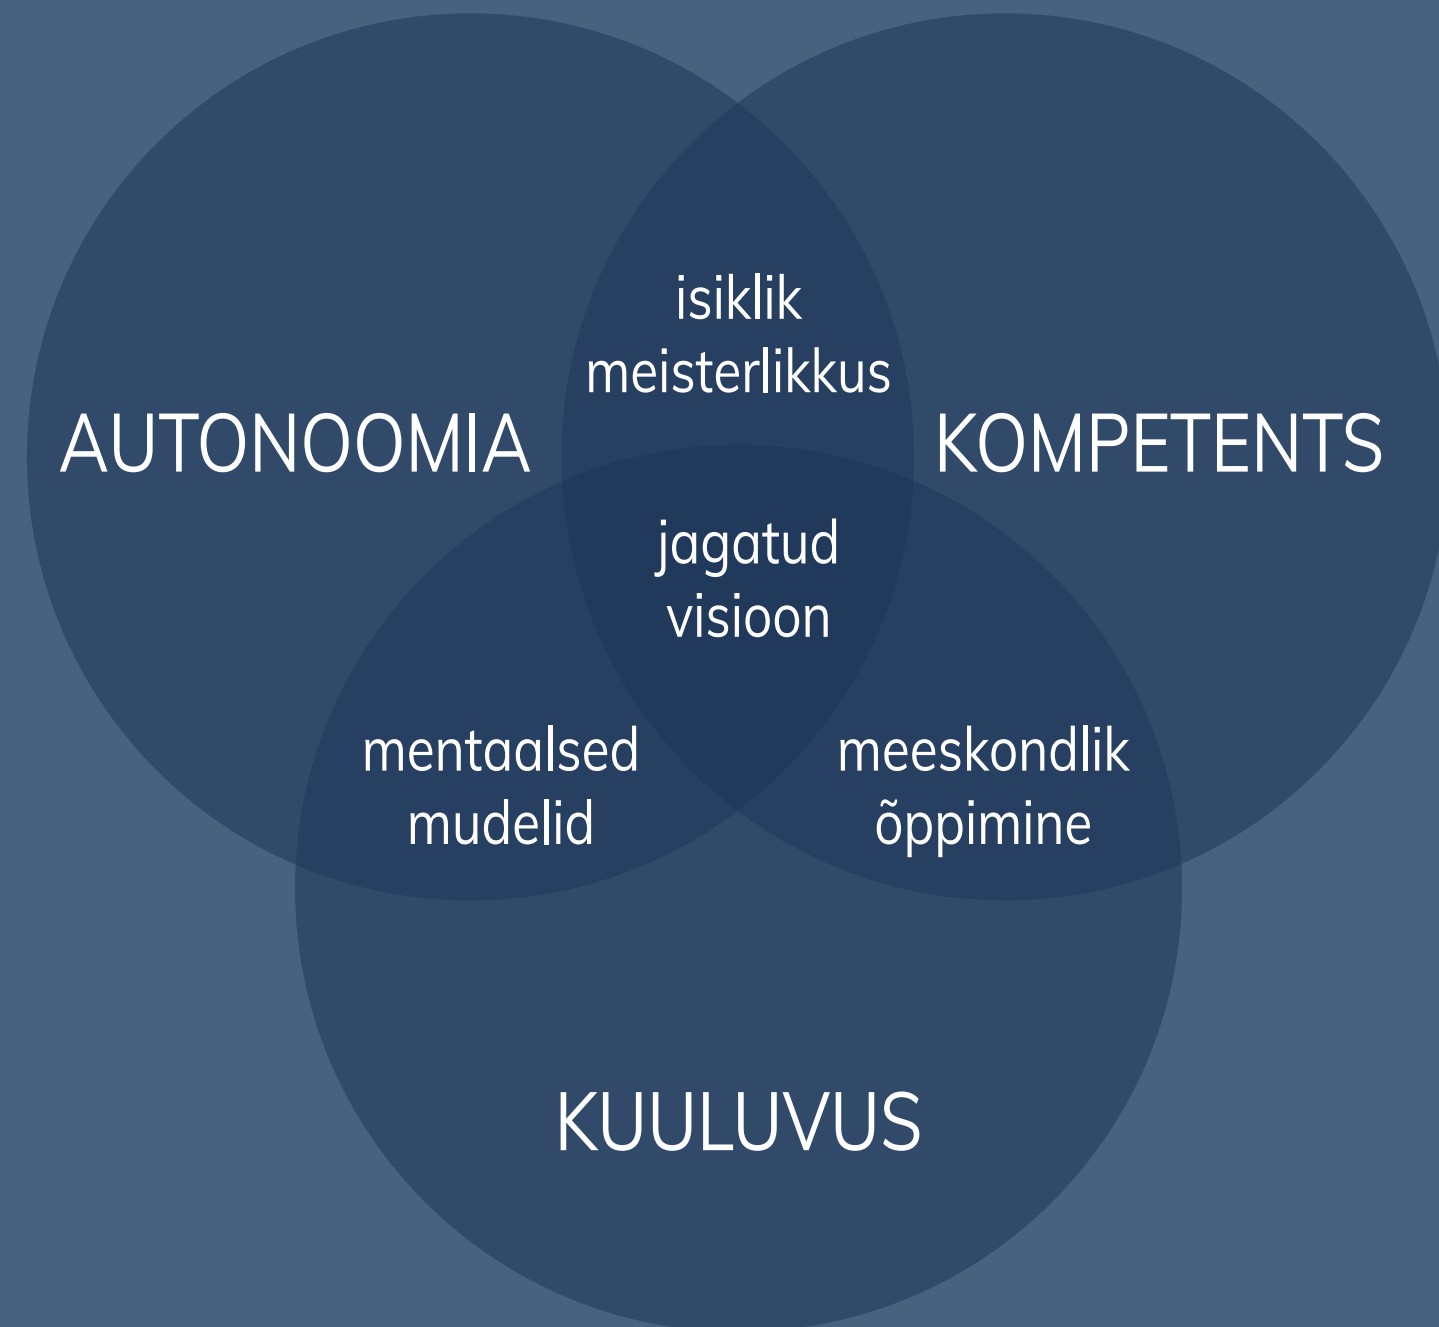 isiklik
meisterlikkus
AUTONOOMIA
KOMPETENTS
jagatud
visioon
mentaalsed
mudelid
meeskondlik
õppimine
KUULUVUS